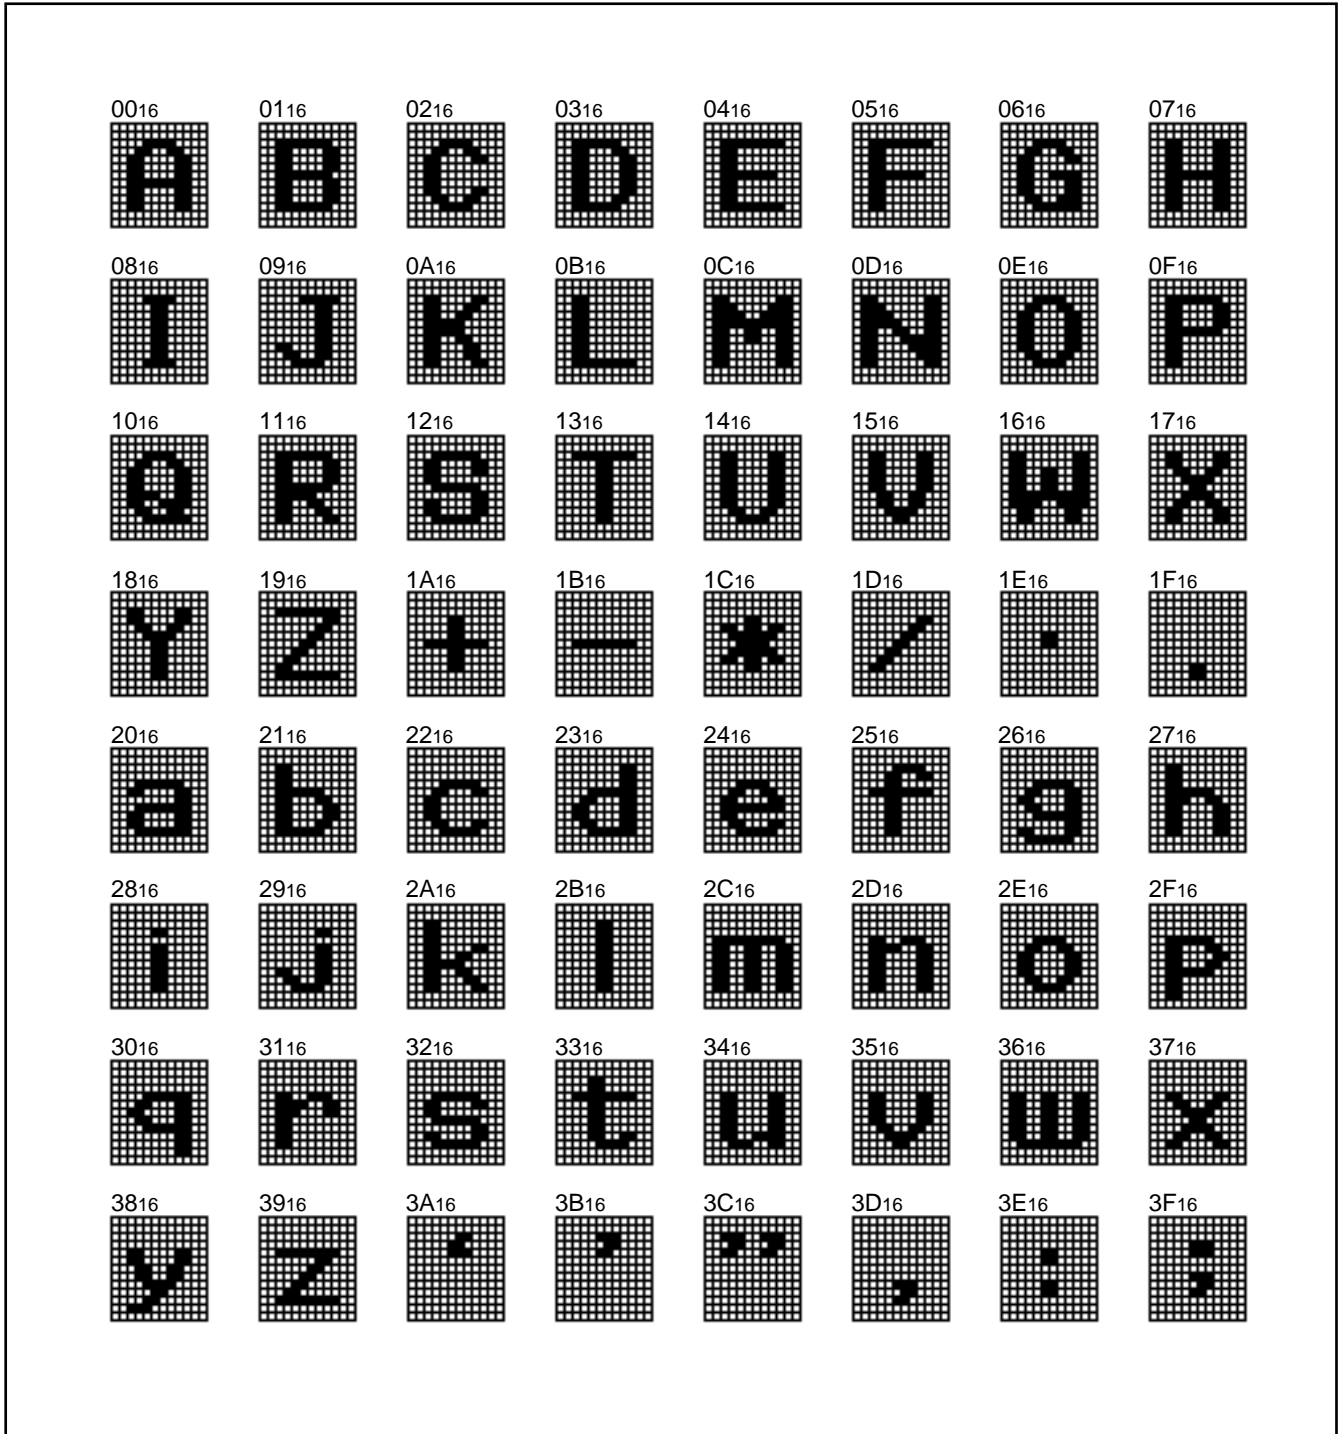 0016 0116 0216 0316 0416 0516 0616 0716
A B C D E F G H
0816 0916 0A16 0B16 0C16 0D16 0E16 0F16
I J K L M N O P
1016 1116 1216 1316 1416 1516 1616 1716
Q R S T U V W X
1816 1916 1A16 1B16 1C16 1D16 1E16 1F16
Y Z + - * / · .
2016 2116 2216 2316 2416 2516 2616 2716
a b c d e f g h
2816 2916 2A16 2B16 2C16 2D16 2E16 2F16
i j k l m n o p
3016 3116 3216 3316 3416 3516 3616 3716
q r s t u v w x
3816 3916 3A16 3B16 3C16 3D16 3E16 3F16
y z ‘ ’ ” , : ;